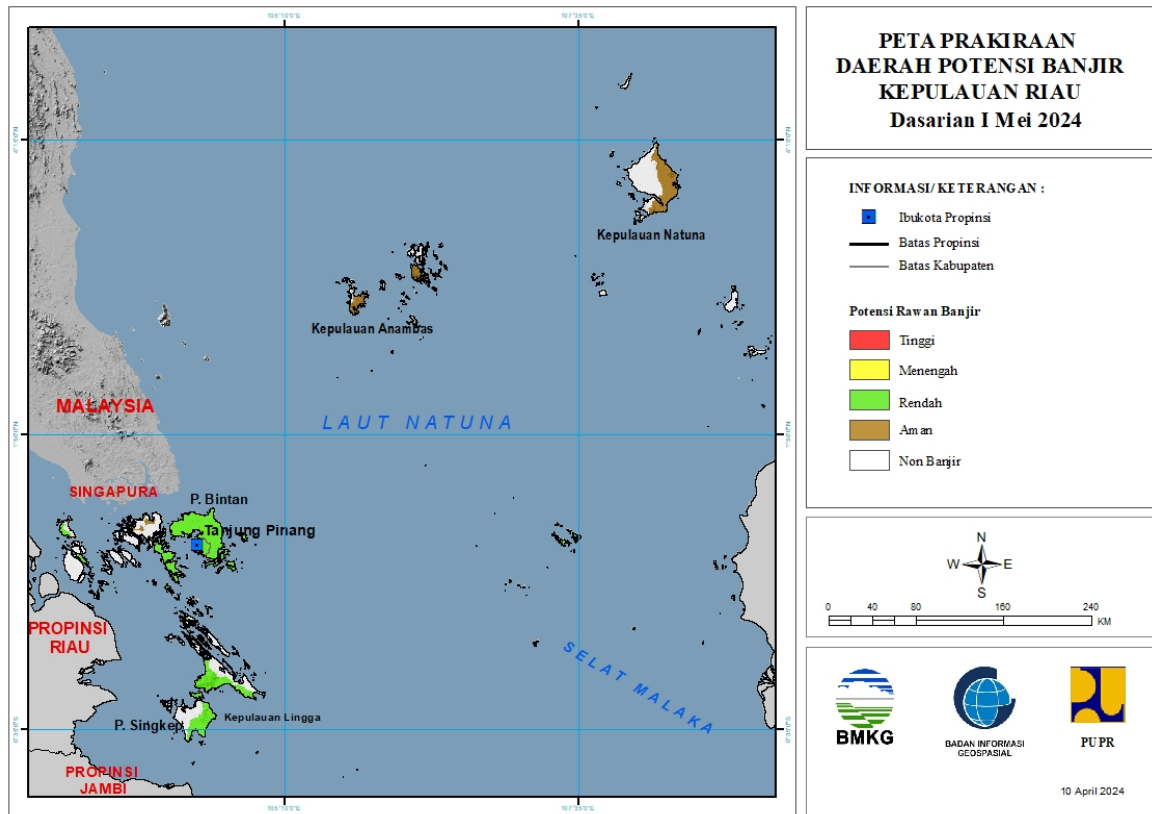 PETA PRAKIRAAN
DAERAH POTENSI BANJIR
KEPULAUAN RIAU
Dasarian I Mei 2024
INFORMASI/ KETERANGAN :
Ibukota Propinsi
Batas Propinsi
Batas Kabupaten
Potensi Rawan Banjir
Tinggi
Menengah
Rendah
Aman
Non Banjir
Kepulauan Natuna
Kepulauan Anambas
MALAYSIA
LAUT NATUNA
SINGAPURA
P. Bintan
Tanjung Pinang
PROPINSI
RIAU
SELAT MALAKA
P. Singkep
Kepulauan Lingga
PROPINSI
JAMBI
N
W E
S
0 40 80 160 240
KM
BMKG
BADAN INFORMASI
GEOSPASIAL
PUPR
10 April 2024